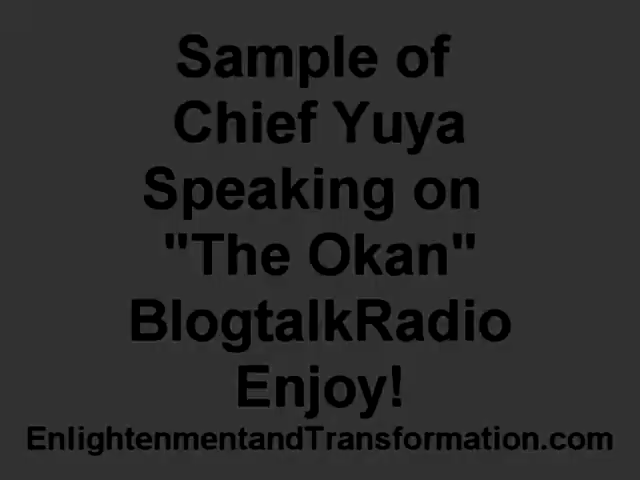 Sample of
Chief Yuya
Speaking on
"The Okan"
BlogtalkRadio
Enjoy!
EnlightenmentandTransformation.com